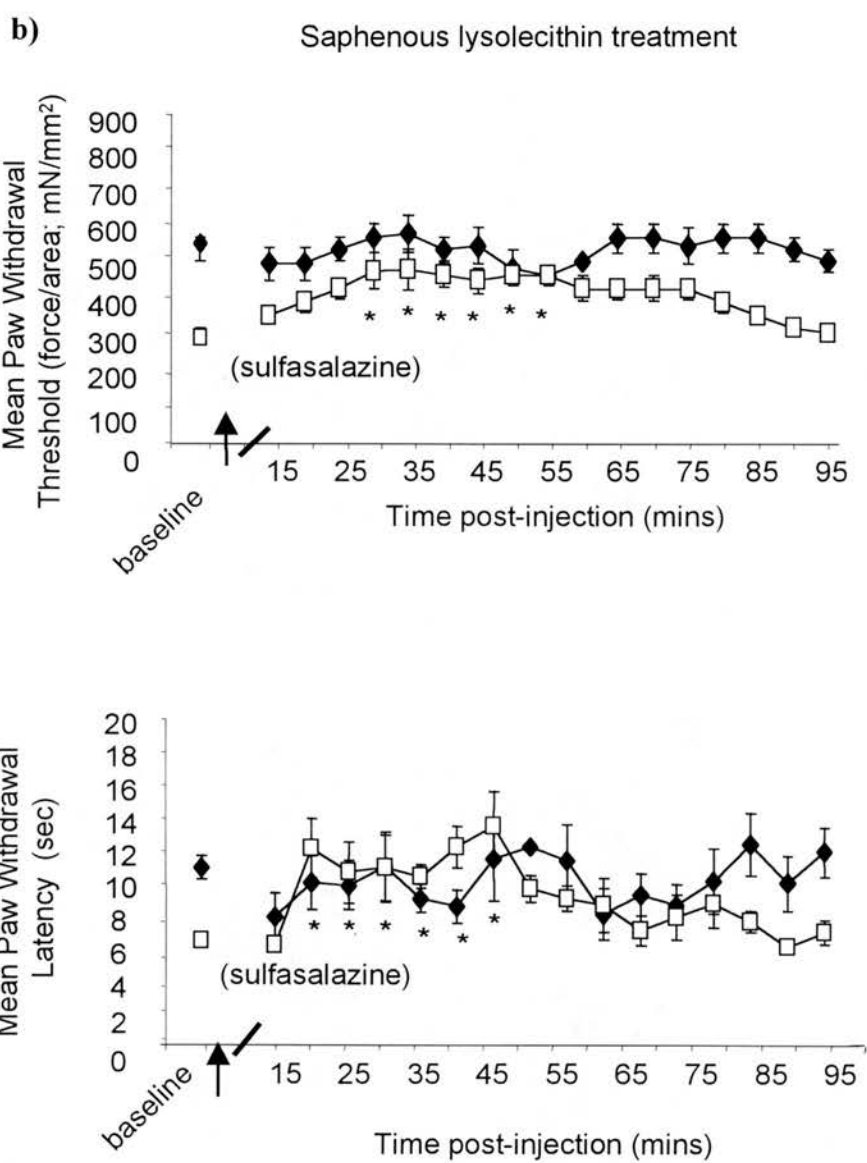 b)
Saphenous lysolecithin treatment
Mean Paw Withdrawal
Threshold (force/area; mN/mm²)
900
800
700
600
500
400
300
200
100
0
(sulfasalazine)
* * * * * *
baseline
15 25 35 45 55 65 75 85 95
Time post-injection (mins)
Mean Paw Withdrawal
Latency (sec)
20
18
16
14
12
10
8
6
4
2
0
* * * * * *
(sulfasalazine)
baseline
15 25 35 45 55 65 75 85 95
Time post-injection (mins)